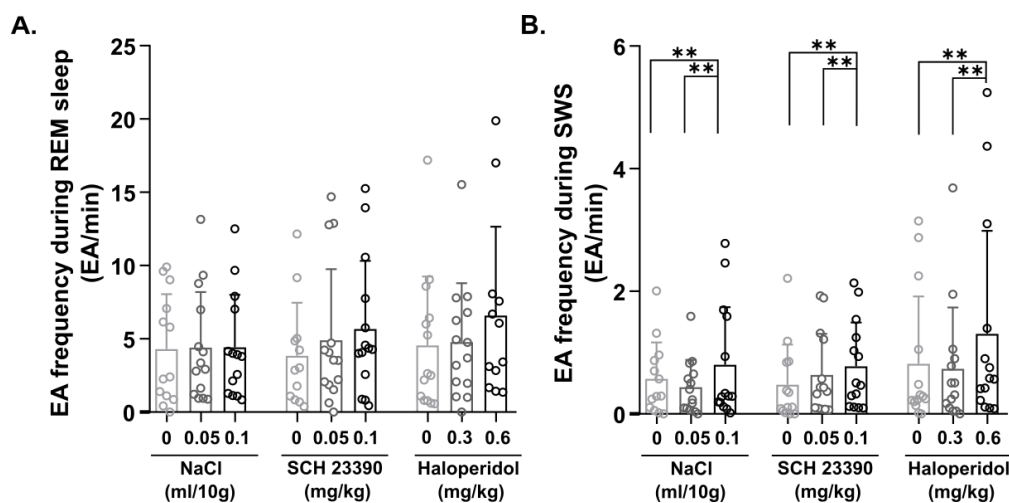 A.
EA frequency during REM sleep
(EA/min)
25
20
15
10
5
0
0 0.05 0.1 0 0.05 0.1 0 0.3 0.6
NaCl SCH 23390 Haloperidol
(ml/10g) (mg/kg) (mg/kg)
B.
EA frequency during SWS
(EA/min)
6
4
2
0
** ** **
** ** **
0 0.05 0.1 0 0.05 0.1 0 0.3 0.6
NaCl SCH 23390 Haloperidol
(ml/10g) (mg/kg) (mg/kg)